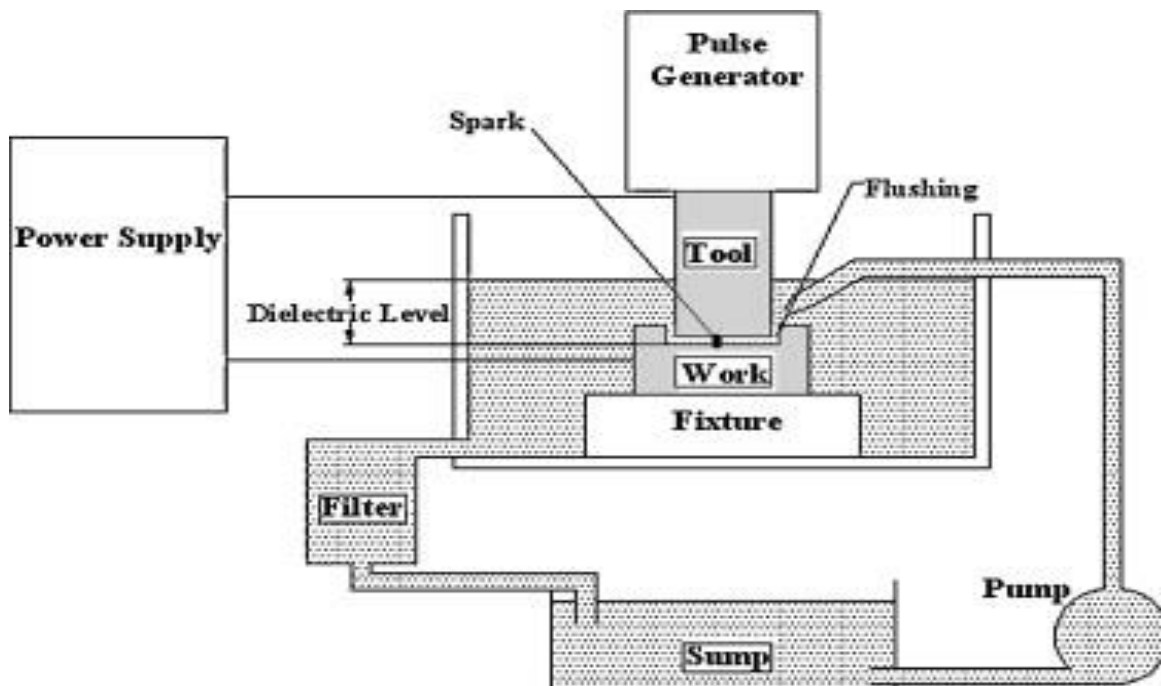 Pulse
Generator
Spark
Flushing
Power Supply
Tool
Dielectric Level
Work
Fixture
Filter
Pump
Sump